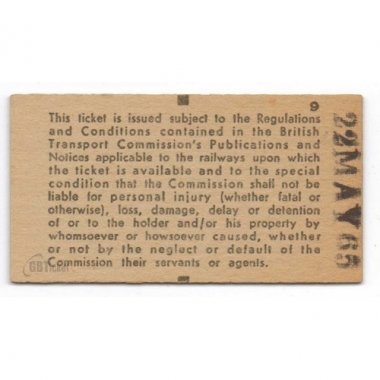 9
This ticket is issued subject to the Regulations
and Conditions contained in the British
Transport Commission's Publications and
Notices applicable to the railways upon which
the ticket is available and to the special
condition that the Commission shall not be
liable for personal injury (whether fatal or
otherwise), loss, damage, delay or detention
of or to the holder and/or his property by
whomsoever or howsoever caused, whether
or not by the neglect or default of the
Commission their servants or agents.
22MAY65
GBTicket